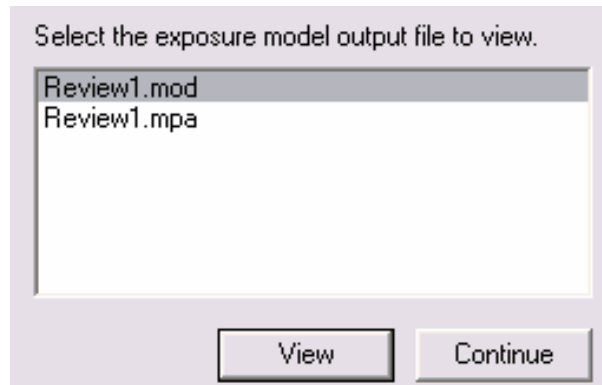 Select the exposure model output file to view.
Review1.mod
Review1.mpa
View
Continue